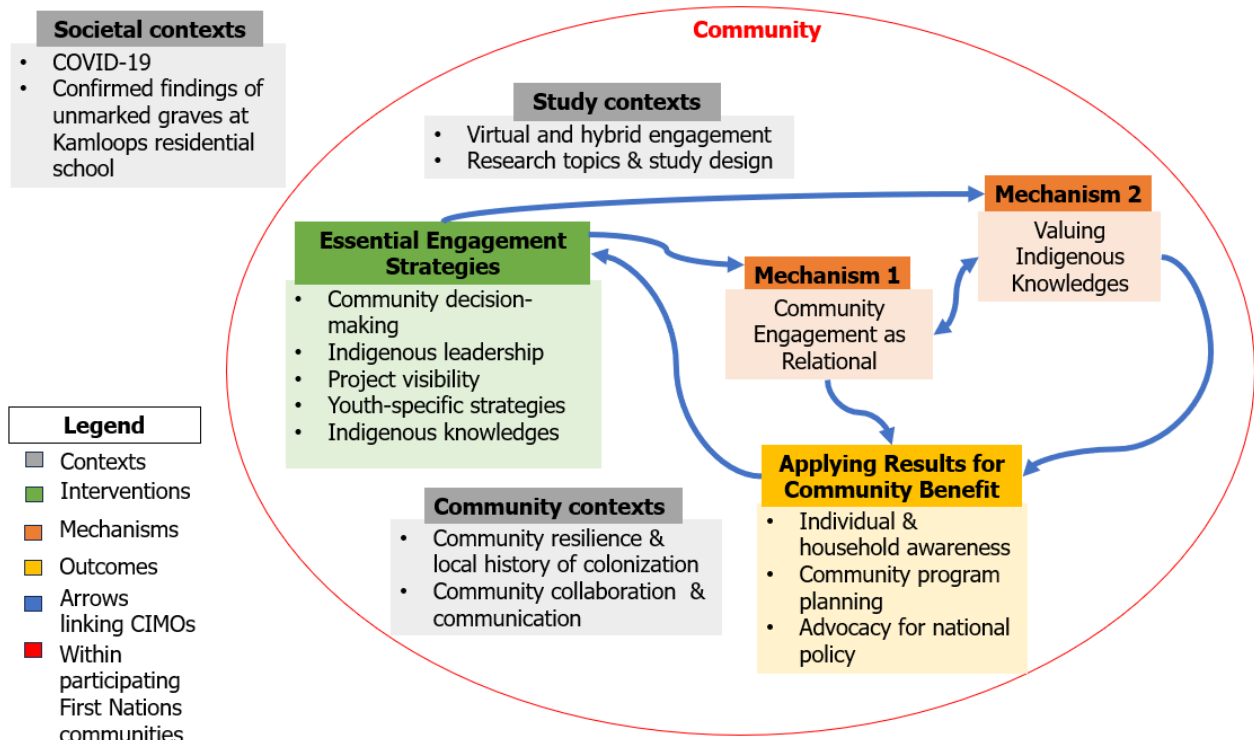 Societal contexts
• COVID-19
• Confirmed findings of
unmarked graves at
Kamloops residential
school
Community
Study contexts
• Virtual and hybrid engagement
• Research topics & study design
Essential Engagement
Strategies
• Community decision-
making
• Indigenous leadership
• Project visibility
• Youth-specific strategies
• Indigenous knowledges
Mechanism 1
Community
Engagement as
Relational
Mechanism 2
Valuing
Indigenous
Knowledges
Applying Results for
Community Benefit
• Individual &
household awareness
• Community program
planning
• Advocacy for national
policy
Community contexts
• Community resilience &
local history of colonization
• Community collaboration &
communication
Legend
Contexts
Interventions
Mechanisms
Outcomes
Arrows
linking CIMOs
Within
participating
First Nations
communities